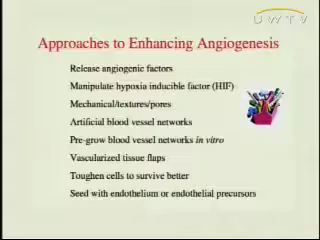 UWTV
Approaches to Enhancing Angiogenesis
Release angiogenic factors
Manipulate hypoxia inducible factor (HIF)
Mechanical/textures/pores
Artificial blood vessel networks
Pre-grow blood vessel networks in vitro
Vascularized tissue flaps
Toughen cells to survive better
Seed with endothelium or endothelial precursors